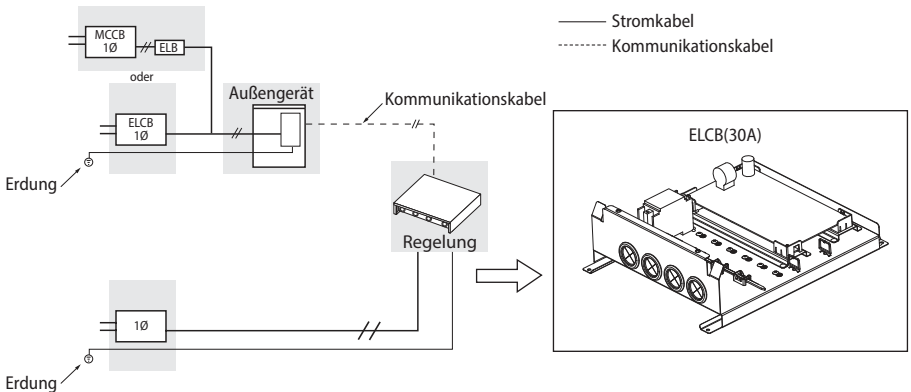 MCCB
1Ø
ELB
oder
ELCB
1Ø
Erdung
Außengerät
Kommunikationskabel
Stromkabel
Kommunikationskabel
Regelung
ELCB(30A)
1Ø
Erdung